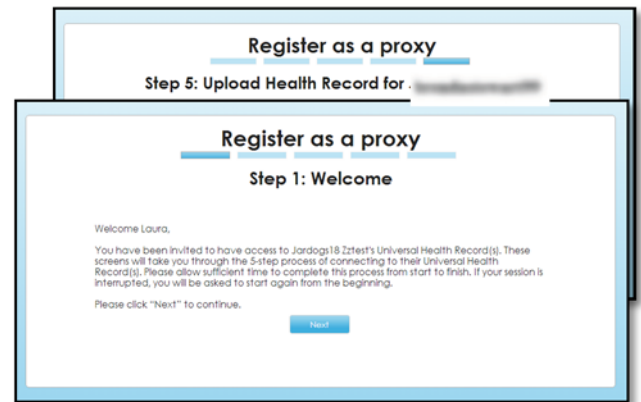 Register as a proxy
Step 5: Upload Health Record for
Register as a proxy
Step 1: Welcome
Welcome Laura,
You have been invited to have access to Jardogs18 Zztest's Universal Health Record(s). These
screens will take you through the 5-step process of connecting to their Universal Health
Record(s). Please allow sufficient time to complete this process from start to finish. If your session is
interrupted, you will be asked to start again from the beginning.
Please click "Next" to continue.
Next